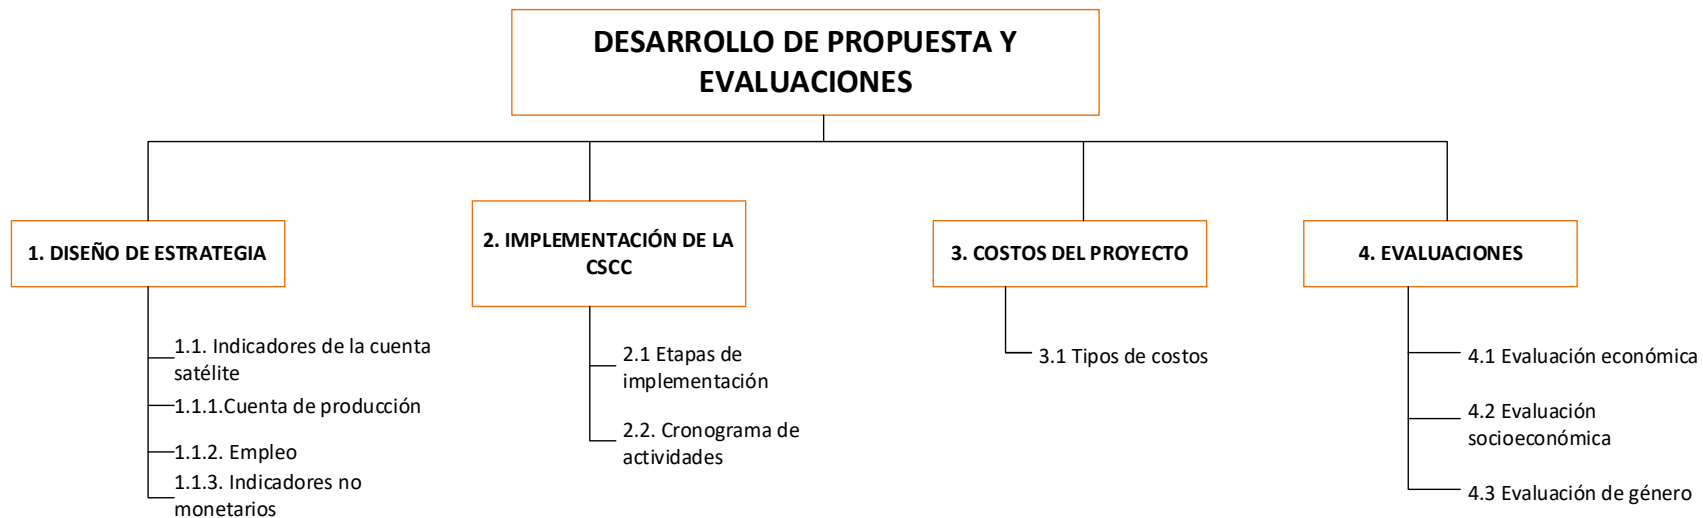 DESARROLLO DE PROPUESTA Y
EVALUACIONES
1. DISEÑO DE ESTRATEGIA
1.1. Indicadores de la cuenta
satélite
1.1.1.Cuenta de producción
1.1.2. Empleo
1.1.3. Indicadores no
monetarios
2. IMPLEMENTACIÓN DE LA
CSCC
2.1 Etapas de
implementación
2.2. Cronograma de
actividades
3. COSTOS DEL PROYECTO
3.1 Tipos de costos
4. EVALUACIONES
4.1 Evaluación económica
4.2 Evaluación
socioeconómica
4.3 Evaluación de género